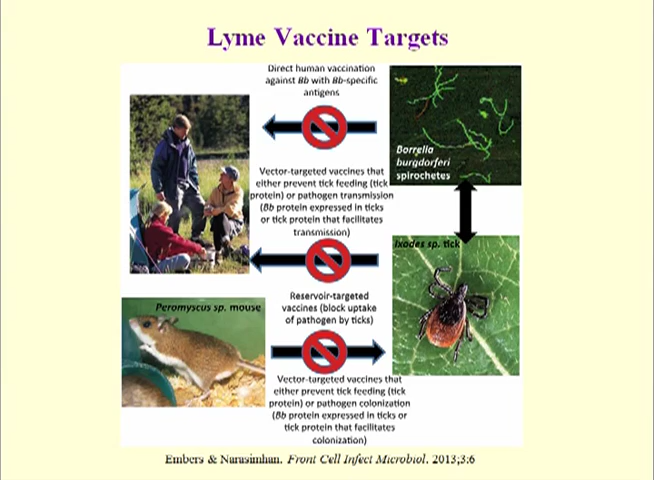 Lyme Vaccine Targets
Direct human vaccination
against Bb with Bb-specific
antigens
Borrelia
burgdorferi
spirochetes
Vector-targeted vaccines that
either prevent tick feeding (tick
protein) or pathogen transmission
(Bb protein expressed in ticks
or tick protein that facilitates
transmission)
Ixodes sp. tick
Reservoir-targeted
vaccines (block uptake
of pathogen by ticks)
Peromyscus sp. mouse
Vector-targeted vaccines that
either prevent tick feeding (tick
protein) or pathogen colonization
(Bb protein expressed in ticks or
tick protein that facilitates
colonization)
Embers & Narasimhan. Front Cell Infect Microbiol. 2013;3:6